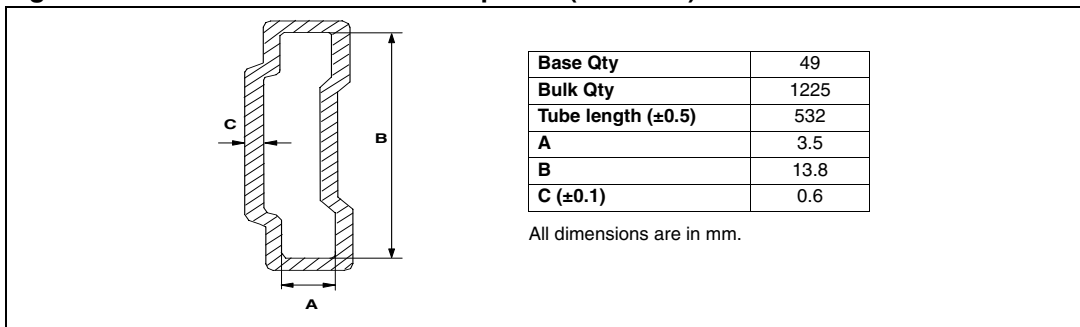 C
B
A
Base Qty 49
Bulk Qty 1225
Tube length (±0.5) 532
A 3.5
B 13.8
C (±0.1) 0.6
All dimensions are in mm.